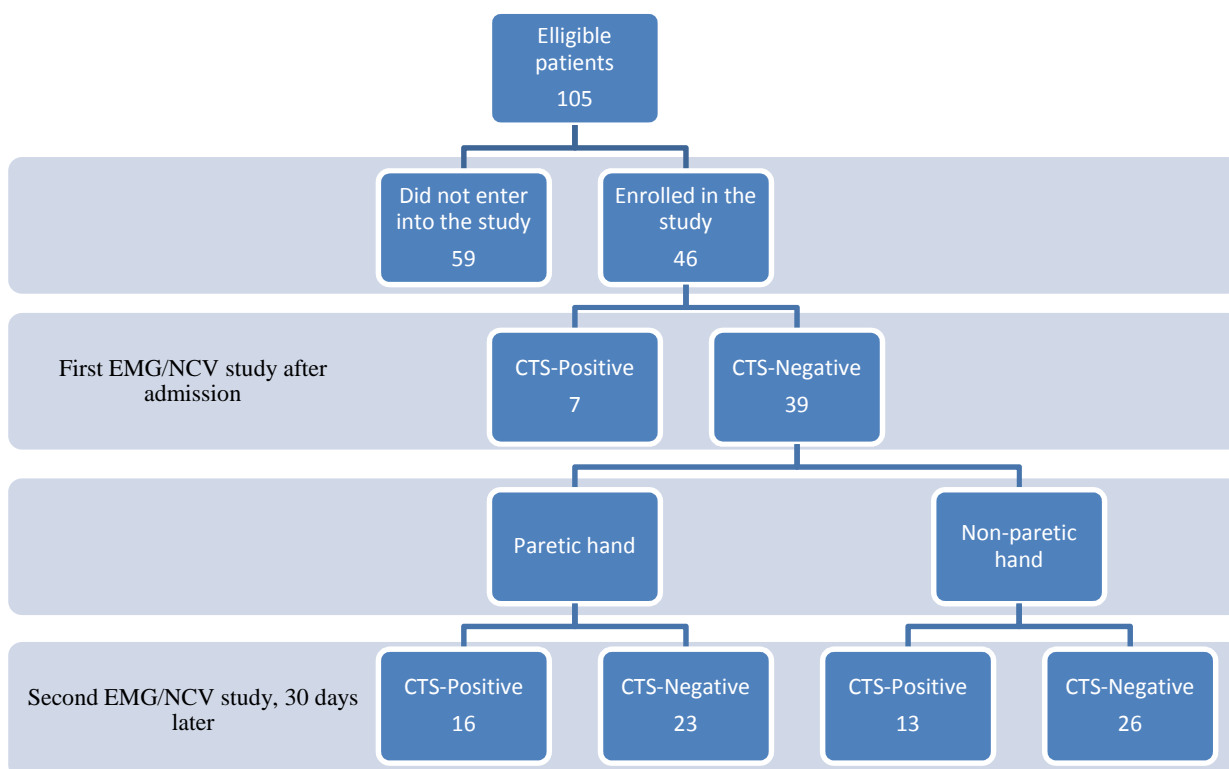 Elligible
patients
105
Did not enter
into the study
59
Enrolled in the
study
46
First EMG/NCV study after
admission
CTS-Positive
7
CTS-Negative
39
Paretic hand
Non-paretic
hand
Second EMG/NCV study, 30 days
later
CTS-Positive
16
CTS-Negative
23
CTS-Positive
13
CTS-Negative
26